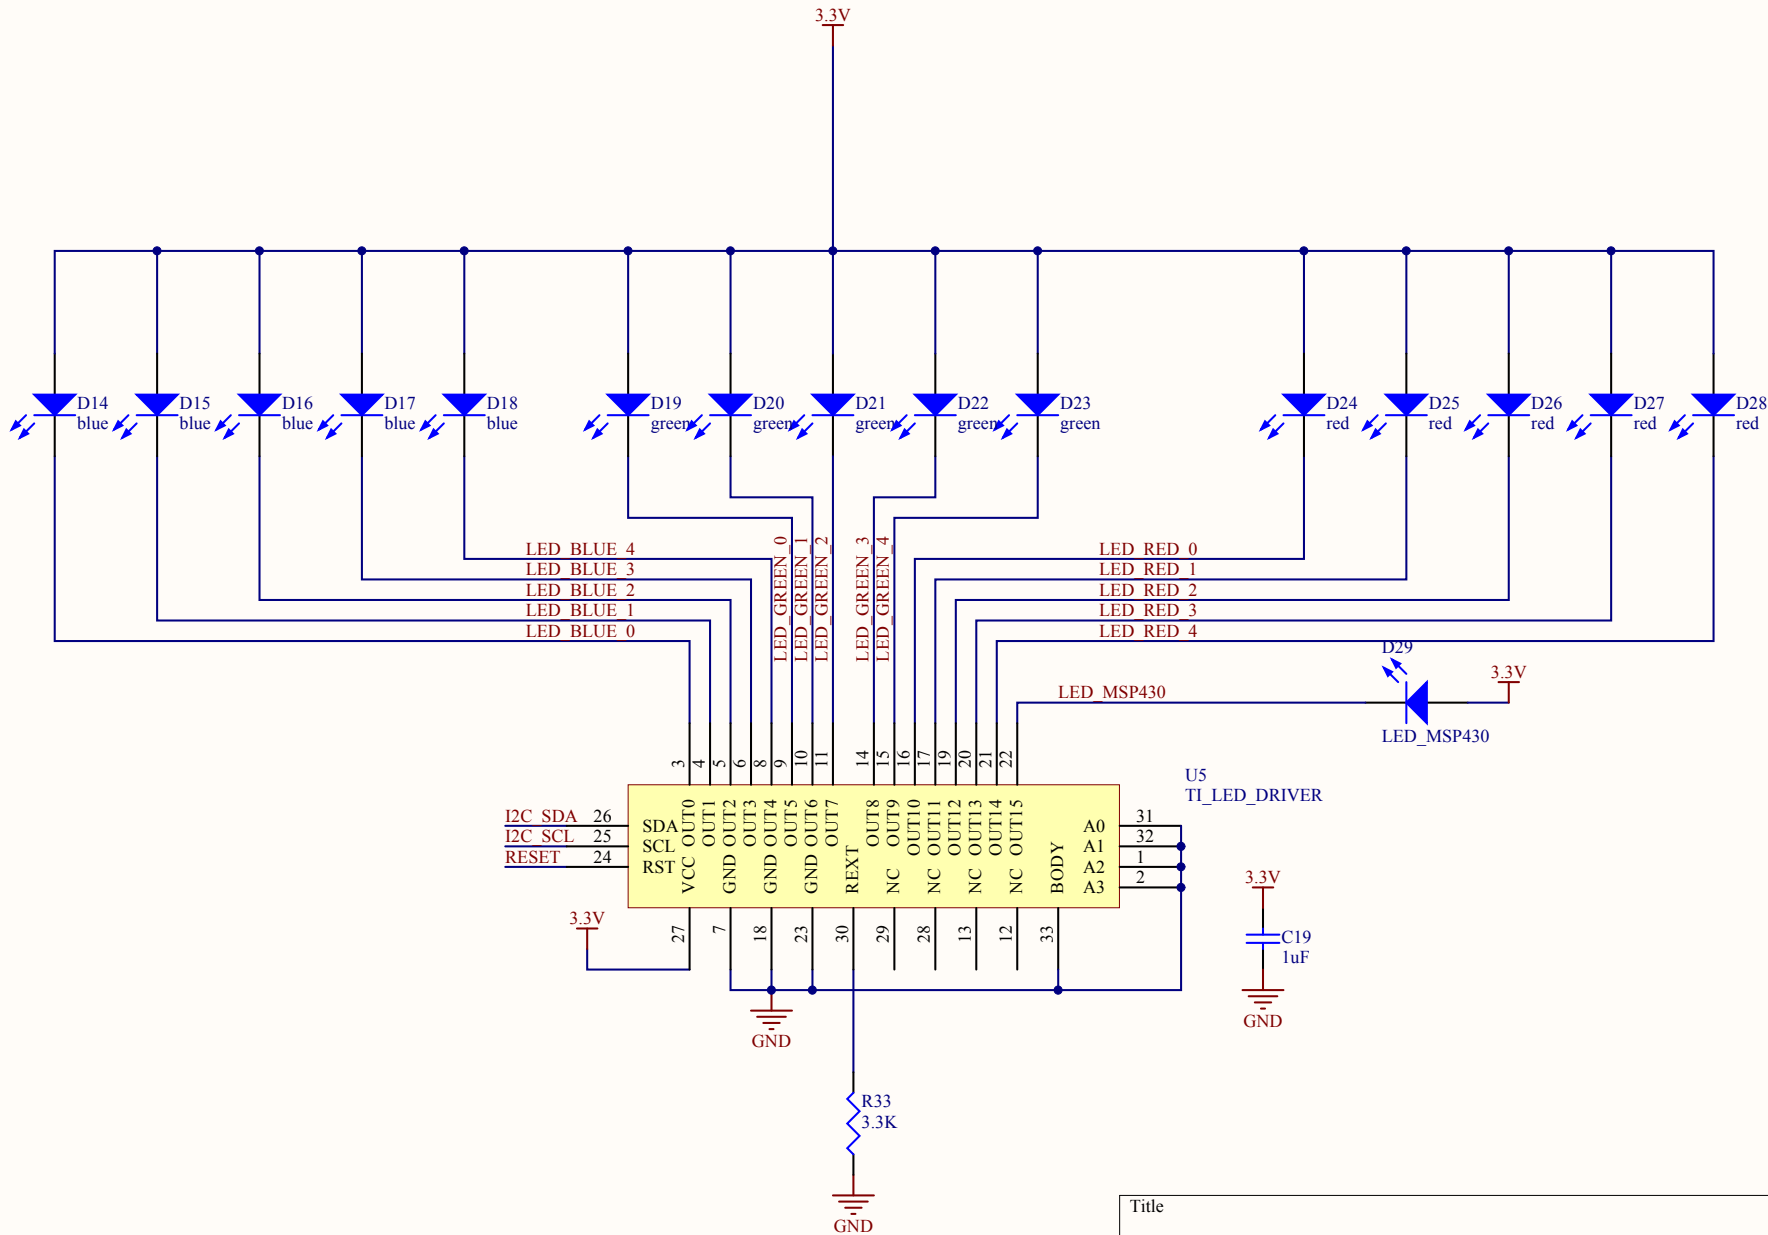 3.3V
D14
blue
D15
blue
D16
blue
D17
blue
D18
blue
D19
green
D20
green
D21
green
D22
green
D23
green
D24
red
D25
red
D26
red
D27
red
D28
red
LED_BLUE_4
LED_BLUE_3
LED_BLUE_2
LED_BLUE_1
LED_BLUE_0
LED_GREEN_0
LED_GREEN_1
LED_GREEN_2
LED_GREEN_3
LED_GREEN_4
LED_RED_0
LED_RED_1
LED_RED_2
LED_RED_3
LED_RED_4
D29
3.3V
LED_MSP430
LED_MSP430
3
4
5
6
8
9
10
11
14
15
16
17
19
20
21
22
U5
TI_LED_DRIVER
OUT0
OUT1
OUT2
OUT3
OUT4
OUT5
OUT6
OUT7
OUT8
OUT9
OUT10
OUT11
OUT12
OUT13
OUT14
OUT15
I2C_SDA 26 SDA
I2C_SCL 25 SCL
RESET 24 RST
A0 31
A1 32
A2 1
A3 2
VCC
GND
GND
GND
REXT
NC
NC
NC
NC
BODY
3.3V
27
7
18
23
30
29
28
13
12
33
3.3V
C19
1uF
GND
GND
R33
3.3K
GND
Title